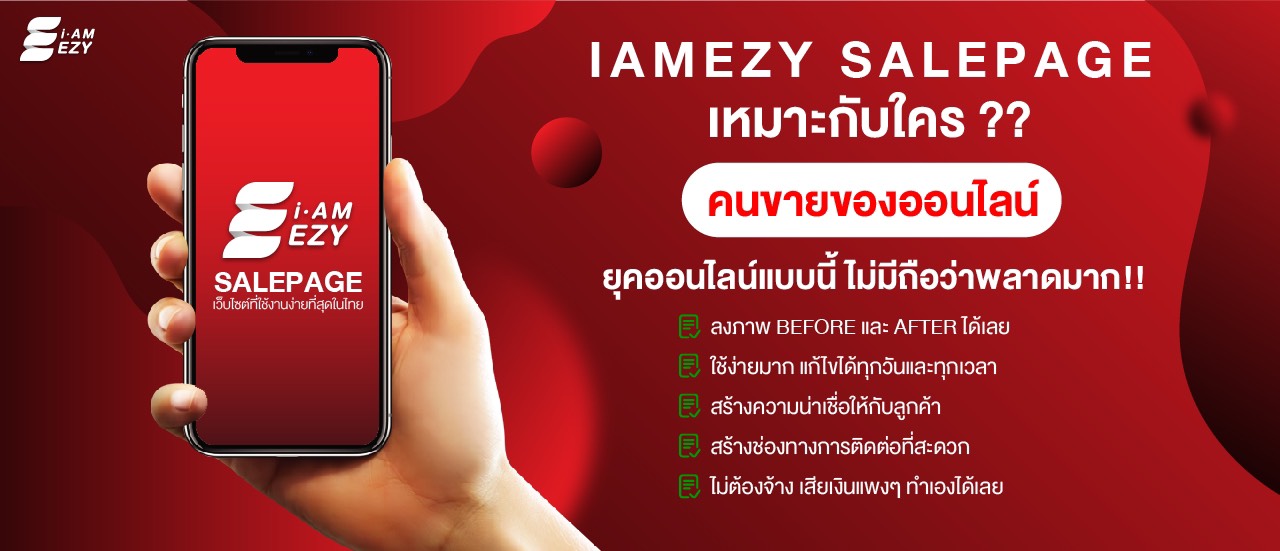 i·AM
EZY
IAMEZY SALEPAGE
เหมาะกับใคร ??
คนขายของออนไลน์
ยุคออนไลน์แบบนี้ ไม่มีถือว่าพลาดมาก!!
ลงภาพ BEFORE และ AFTER ได้เลย
ใช้ง่ายมาก แก้ไขได้ทุกวันและทุกเวลา
สร้างความน่าเชื่อให้กับลูกค้า
สร้างช่องทางการติดต่อที่สะดวก
ไม่ต้องจ้าง เสียเงินแพงๆ ทำเองได้เลย
i·AM
EZY
SALEPAGE
เว็บไซต์ที่ใช้งานง่ายที่สุดในไทย